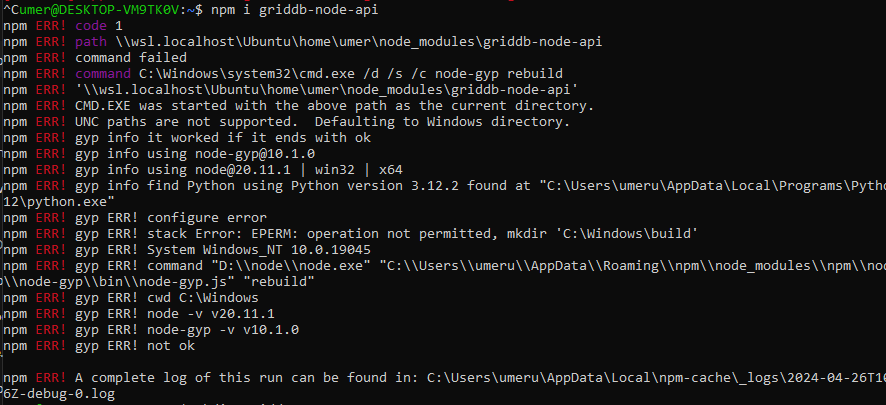 ^Cumer@DESKTOP-VM9TK0V:~$ npm i griddb-node-api
npm ERR! code 1
npm ERR! path \\wsl.localhost\Ubuntu\home\umer\node_modules\griddb-node-api
npm ERR! command failed
npm ERR! command C:\Windows\system32\cmd.exe /d /s /c node-gyp rebuild
npm ERR! '\\wsl.localhost\Ubuntu\home\umer\node_modules\griddb-node-api'
npm ERR! CMD.EXE was started with the above path as the current directory.
npm ERR! UNC paths are not supported.  Defaulting to Windows directory.
npm ERR! gyp info it worked if it ends with ok
npm ERR! gyp info using node-gyp@10.1.0
npm ERR! gyp info using node@20.11.1 | win32 | x64
npm ERR! gyp info find Python using Python version 3.12.2 found at "C:\Users\umeru\AppData\Local\Programs\Pytho
12\python.exe"
npm ERR! gyp ERR! configure error
npm ERR! gyp ERR! stack Error: EPERM: operation not permitted, mkdir 'C:\Windows\build'
npm ERR! gyp ERR! System Windows_NT 10.0.19045
npm ERR! gyp ERR! command "D:\\node\\node.exe" "C:\\Users\\umeru\\AppData\\Roaming\\npm\\node_modules\\npm\\noc
\\node-gyp\\bin\\node-gyp.js" "rebuild"
npm ERR! gyp ERR! cwd C:\Windows
npm ERR! gyp ERR! node -v v20.11.1
npm ERR! gyp ERR! node-gyp -v v10.1.0
npm ERR! gyp ERR! not ok
npm ERR! A complete log of this run can be found in: C:\Users\umeru\AppData\Local\npm-cache\_logs\2024-04-26T10
6Z-debug-0.log